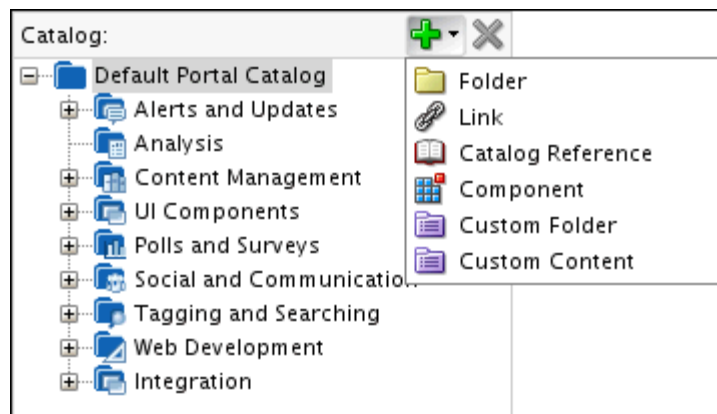 Catalog:
Default Portal Catalog
Alerts and Updates
Analysis
Content Management
UI Components
Polls and Surveys
Social and Communication
Tagging and Searching
Web Development
Integration
Folder
Link
Catalog Reference
Component
Custom Folder
Custom Content